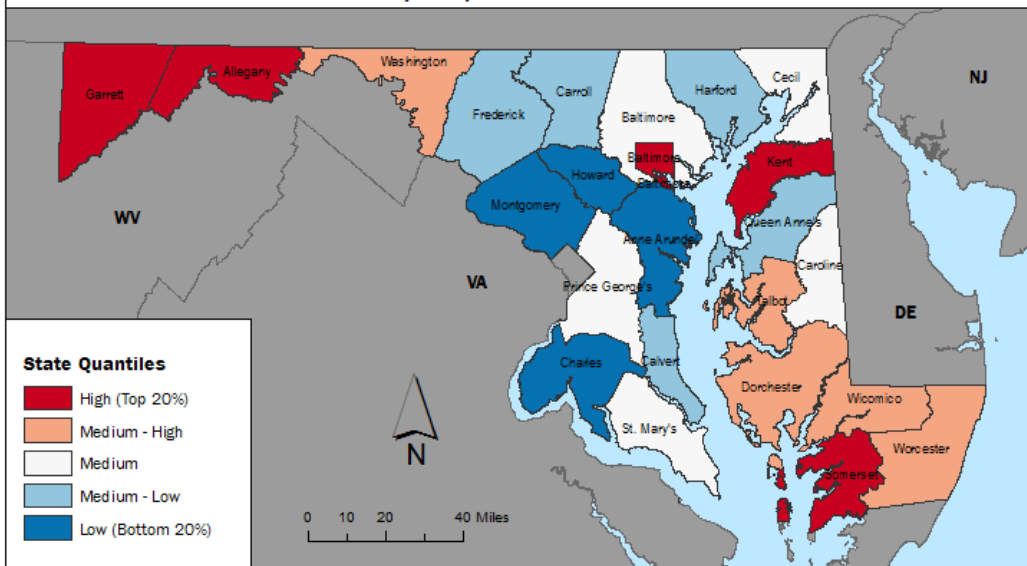 Garrett
Allegany
Washington
Frederick
Carroll
Baltimore
Harford
Cecil
NJ
Baltimore
Baltimore
Kent
Howard
Montgomery
Anne Arundel
Queen Anne's
WV
VA
Prince George's
Caroline
Talbot
DE
Charles
Calvert
Dorchester
Wicomico
St. Mary's
Worcester
Somerset
State Quantiles
High (Top 20%)
Medium - High
Medium
Medium - Low
Low (Bottom 20%)
N
0 10 20 40 Miles